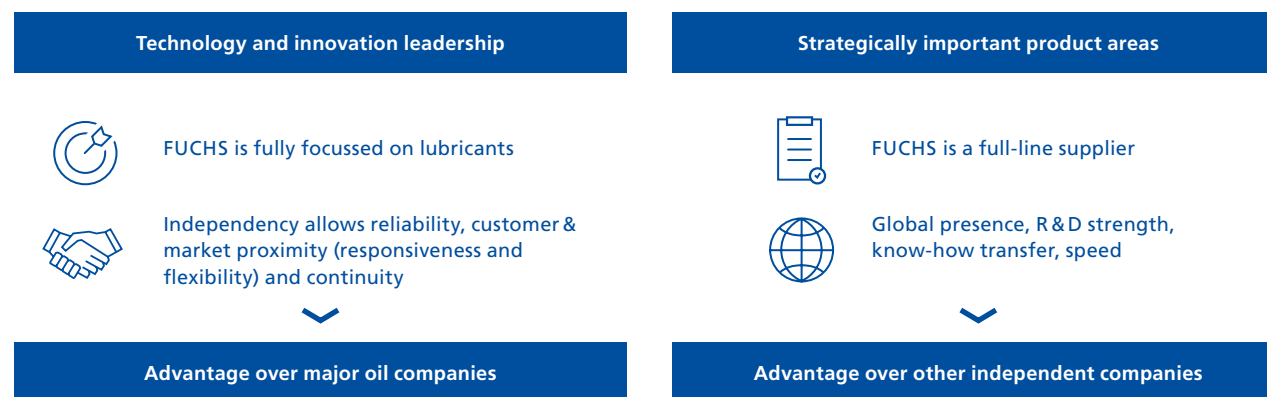 Technology and innovation leadership
FUCHS is fully focussed on lubricants
Independency allows reliability, customer & 
market proximity (responsiveness and
flexibility) and continuity
Advantage over major oil companies
Strategically important product areas
FUCHS is a full-line supplier
Global presence, R & D strength,
know-how transfer, speed
Advantage over other independent companies